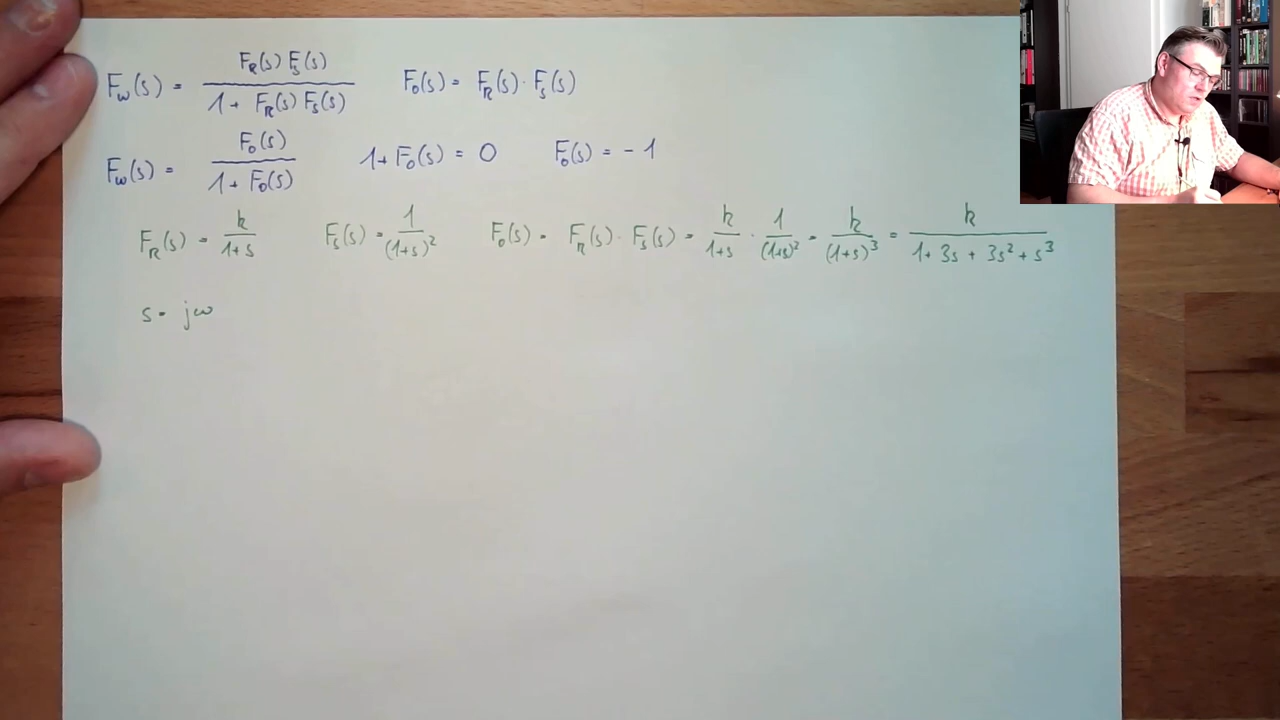 F_w(s) = F_R(s) F_S(s) / (1 + F_R(s) F_S(s))    F_0(s) = F_R(s) · F_S(s)
F_w(s) = F_0(s) / (1 + F_0(s))    1 + F_0(s) = 0    F_0(s) = -1
F_R(s) = k / (1+s)    F_S(s) = 1 / (1+s)²    F_0(s) = F_R(s) · F_S(s) = k / (1+s) · 1 / (1+s)² = k / (1+s)³ = k / (1 + 3s + 3s² + s³)
s = jω